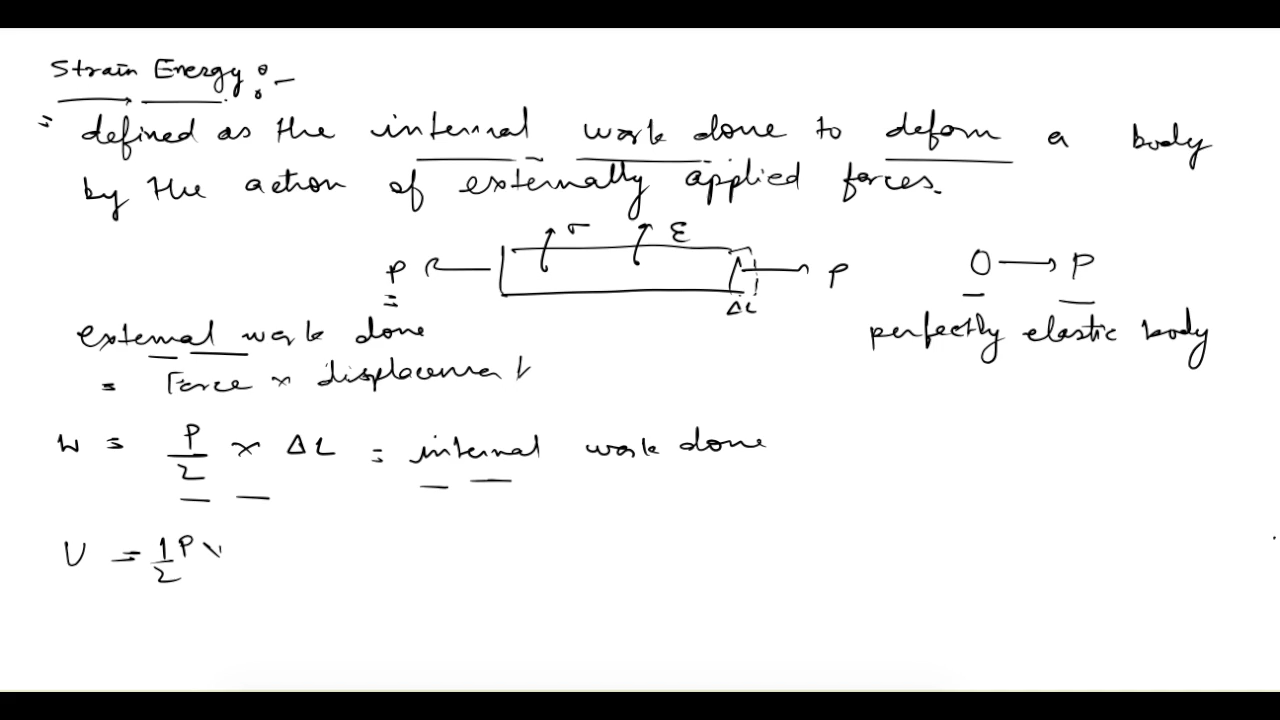 Strain Energy :-
= defined as the internal work done to deform a body
by the action of externally applied forces.
σ ε
P P O → P
ΔL
external work done perfectly elastic body
= Force × displacement
W = P/2 × ΔL = internal work done
U = 1/2 P